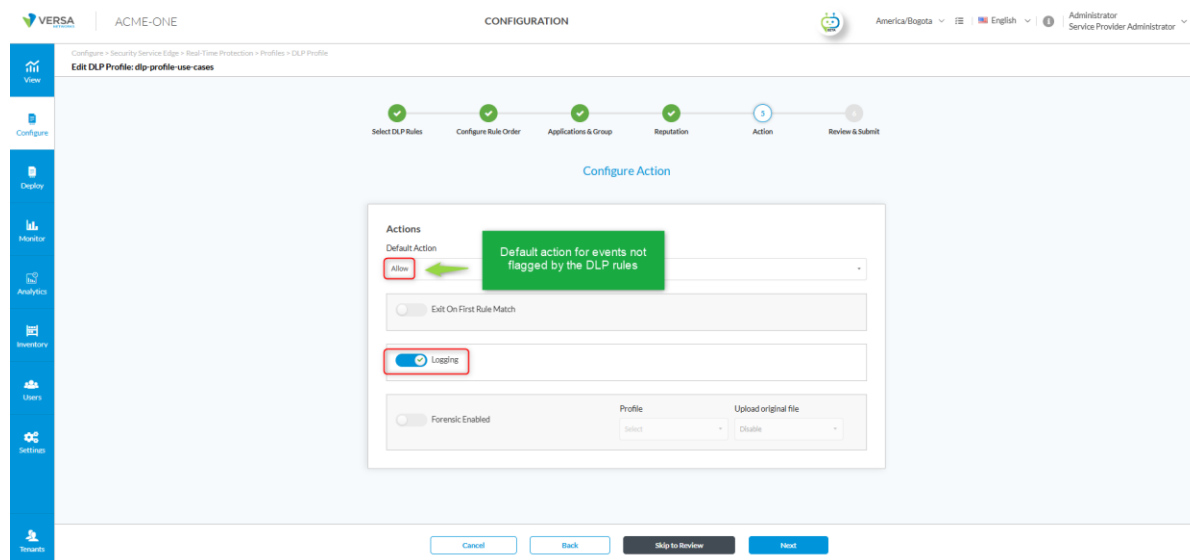 VERSA
NETWORKS
ACME-ONE
CONFIGURATION
BETA
America/Bogota
English
Administrator
Service Provider Administrator
Configure > Security Service Edge > Real-Time Protection > Profiles > DLP Profile
Edit DLP Profile: dlp-profile-use-cases
View
Configure
Deploy
Monitor
Analytics
Inventory
Users
Settings
Tenants
5
6
Select DLP Rules
Configure Rule Order
Applications & Group
Reputation
Action
Review & Submit
Configure Action
Actions
Default Action
Allow
Default action for events not
flagged by the DLP rules
Exit On First Rule Match
Logging
Forensic Enabled
Profile
Select
Upload original file
Disable
Cancel
Back
Skip to Review
Next